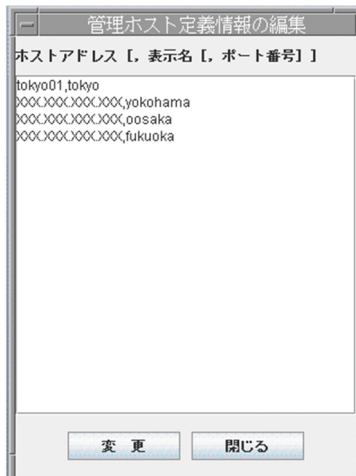 管理ホスト定義情報の編集
ホストアドレス [, 表示名 [, ポート番号] ]
tokyo01,tokyo
XXX.XXX.XXX.XXX,yokohama
XXX.XXX.XXX.XXX,oosaka
XXX.XXX.XXX.XXX,fukuoka
変 更 閉じる